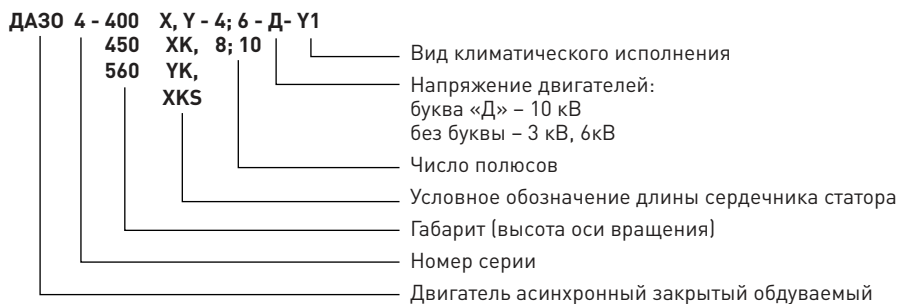 ДАЗО 4 - 400 X, Y - 4; 6 - Д- Y1
450 XK, 8; 10
560 YK,
XKS
Вид климатического исполнения
Напряжение двигателей:
буква «Д» – 10 кВ
без буквы – 3 кВ, 6кВ
Число полюсов
Условное обозначение длины сердечника статора
Габарит (высота оси вращения)
Номер серии
Двигатель асинхронный закрытый обдуваемый